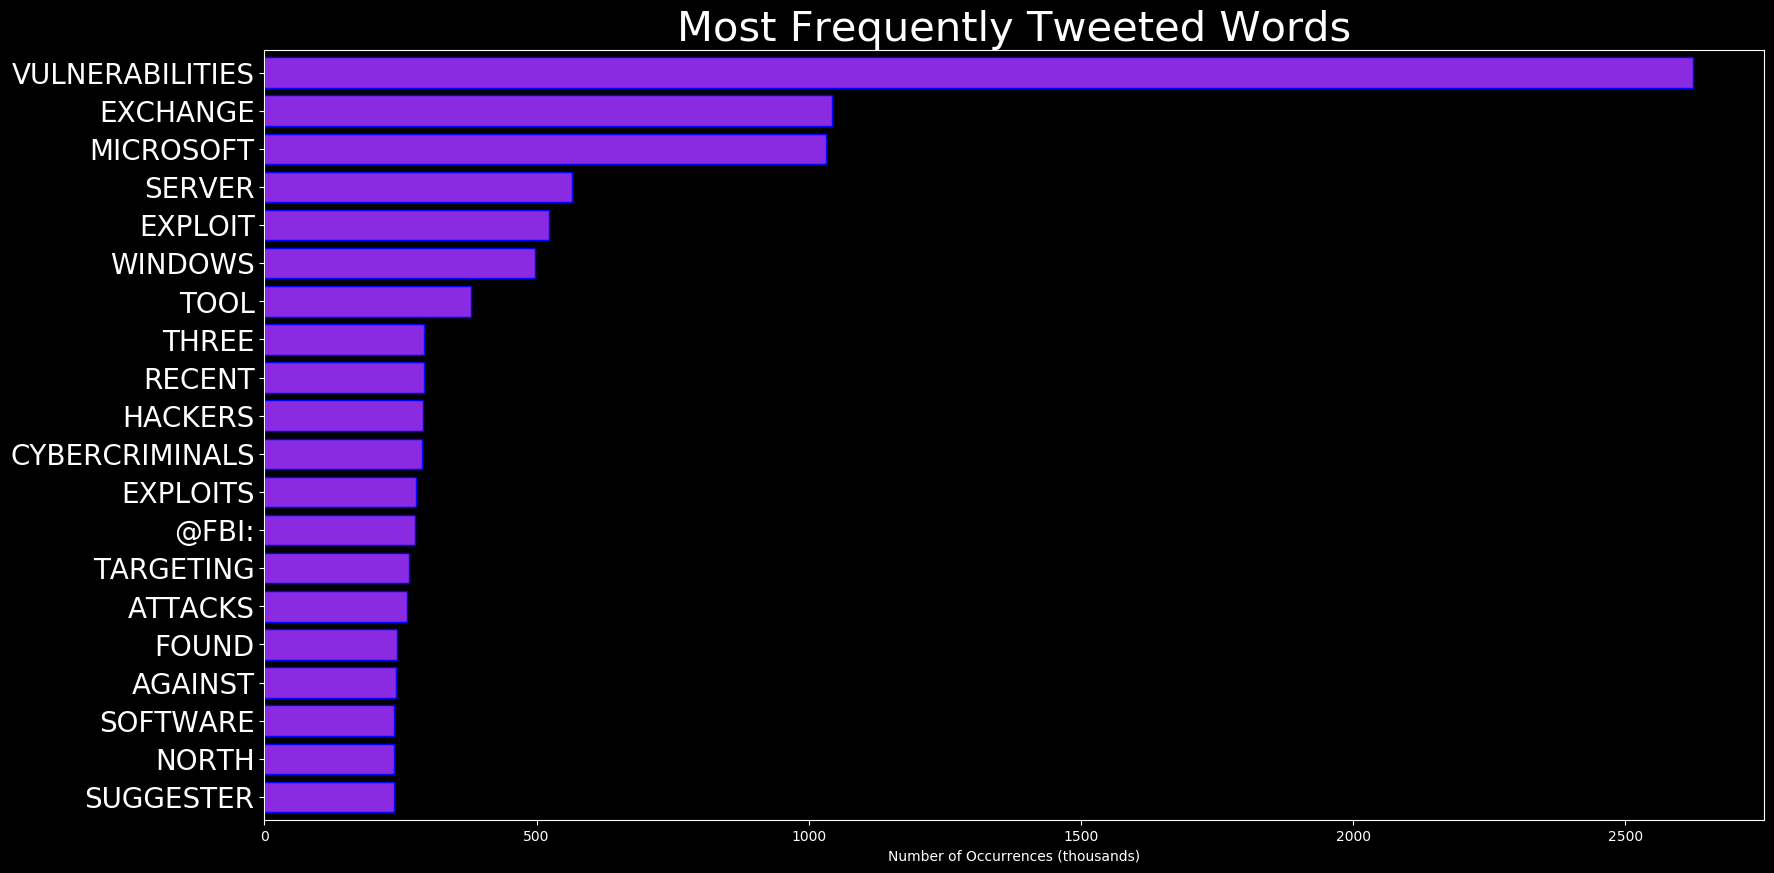 Most Frequently Tweeted Words
VULNERABILITIES
EXCHANGE
MICROSOFT
SERVER
EXPLOIT
WINDOWS
TOOL
THREE
RECENT
HACKERS
CYBERCRIMINALS
EXPLOITS
@FBI:
TARGETING
ATTACKS
FOUND
AGAINST
SOFTWARE
NORTH
SUGGESTER
0 500 1000 1500 2000 2500
Number of Occurrences (thousands)